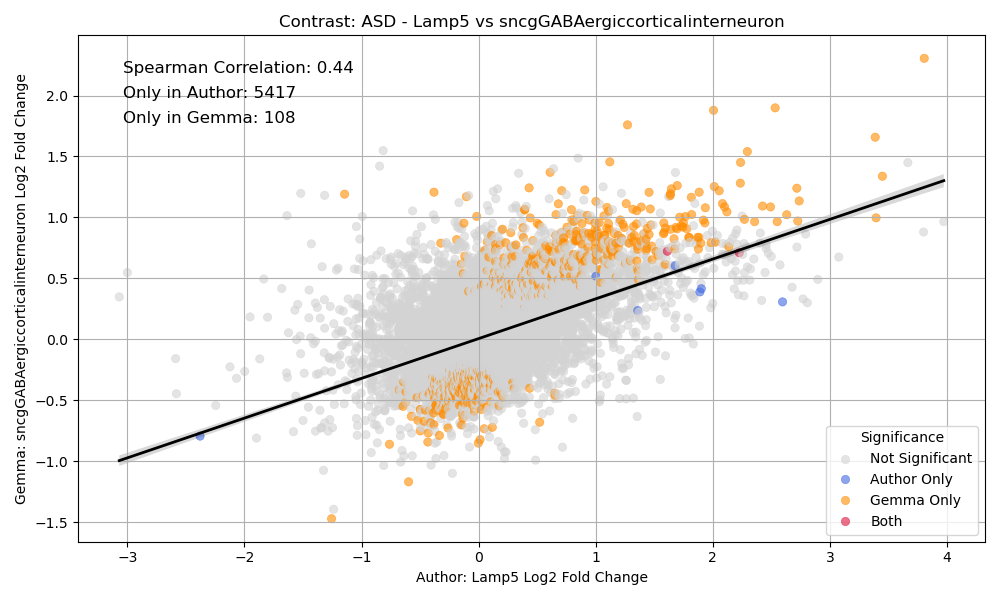 Contrast: ASD - Lamp5 vs sncgGABAergiccorticalinterneuron
Spearman Correlation: 0.44
Only in Author: 5417
Only in Gemma: 108
Gemma: sncgGABAergiccorticalinterneuron Log2 Fold Change
2.0
1.5
1.0
0.5
0.0
−0.5
−1.0
−1.5
Significance
Not Significant
Author Only
Gemma Only
Both
−3
−2
−1
0
1
2
3
4
Author: Lamp5 Log2 Fold Change